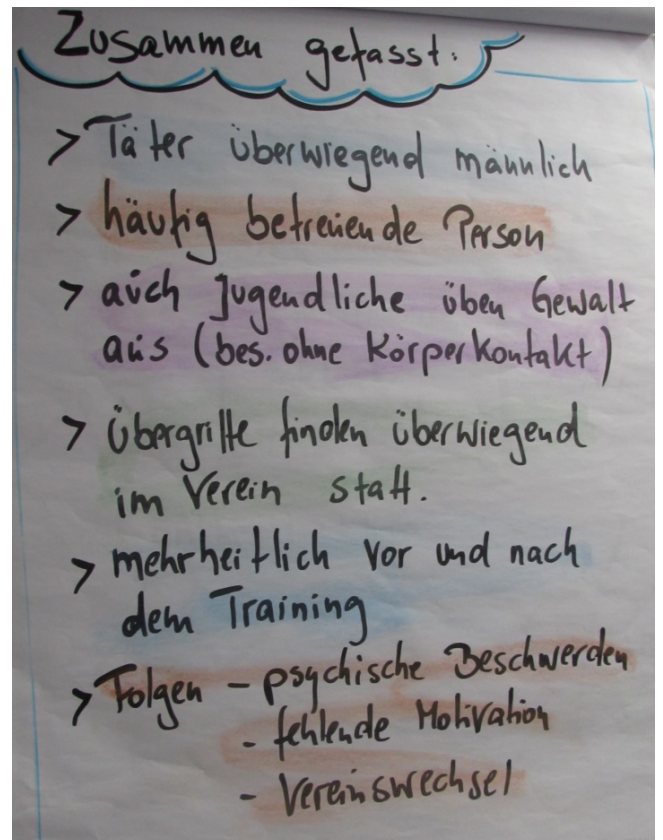 Zusammen gefasst:
> Täter überwiegend männlich
> häufig betreuende Person
> auch Jugendliche üben Gewalt
aus (bes. ohne Körperkontakt)
> Übergriffe finden überwiegend
im Verein statt.
> mehrheitlich vor und nach
dem Training
> Folgen - psychische Beschwerden
- fehlende Motivation
- Vereinswechsel